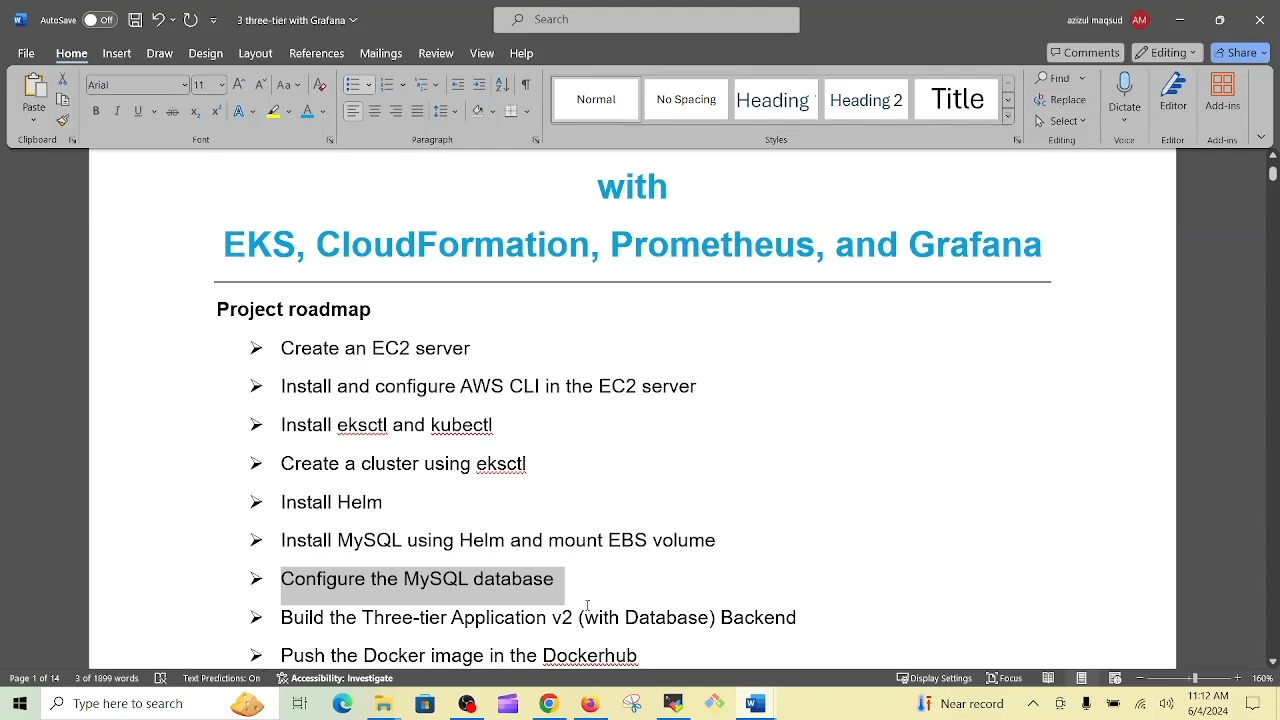 AutoSave Off
3 three-tier with Grafana
Search
azizul maqsud
AM
File Home Insert Draw Design Layout References Mailings Review View Help
Comments Editing Share
Paste
Arial 11
Aa
Normal
No Spacing
Heading
Heading 2
Title
Find
Replace
Select
Dictate
Editor
Add-ins
Clipboard Font Paragraph Styles Editing Voice Editor Add-ins
with
EKS, CloudFormation, Prometheus, and Grafana
Project roadmap
➢ Create an EC2 server
➢ Install and configure AWS CLI in the EC2 server
➢ Install eksctl and kubectl
➢ Create a cluster using eksctl
➢ Install Helm
➢ Install MySQL using Helm and mount EBS volume
➢ Configure the MySQL database
➢ Build the Three-tier Application v2 (with Database) Backend
➢ Push the Docker image in the Dockerhub
Page 1 of 14 3 of 1899 words Text Predictions: On Accessibility: Investigate Display Settings Focus 160%
Type here to search
Near record
11:12 AM
6/4/2024